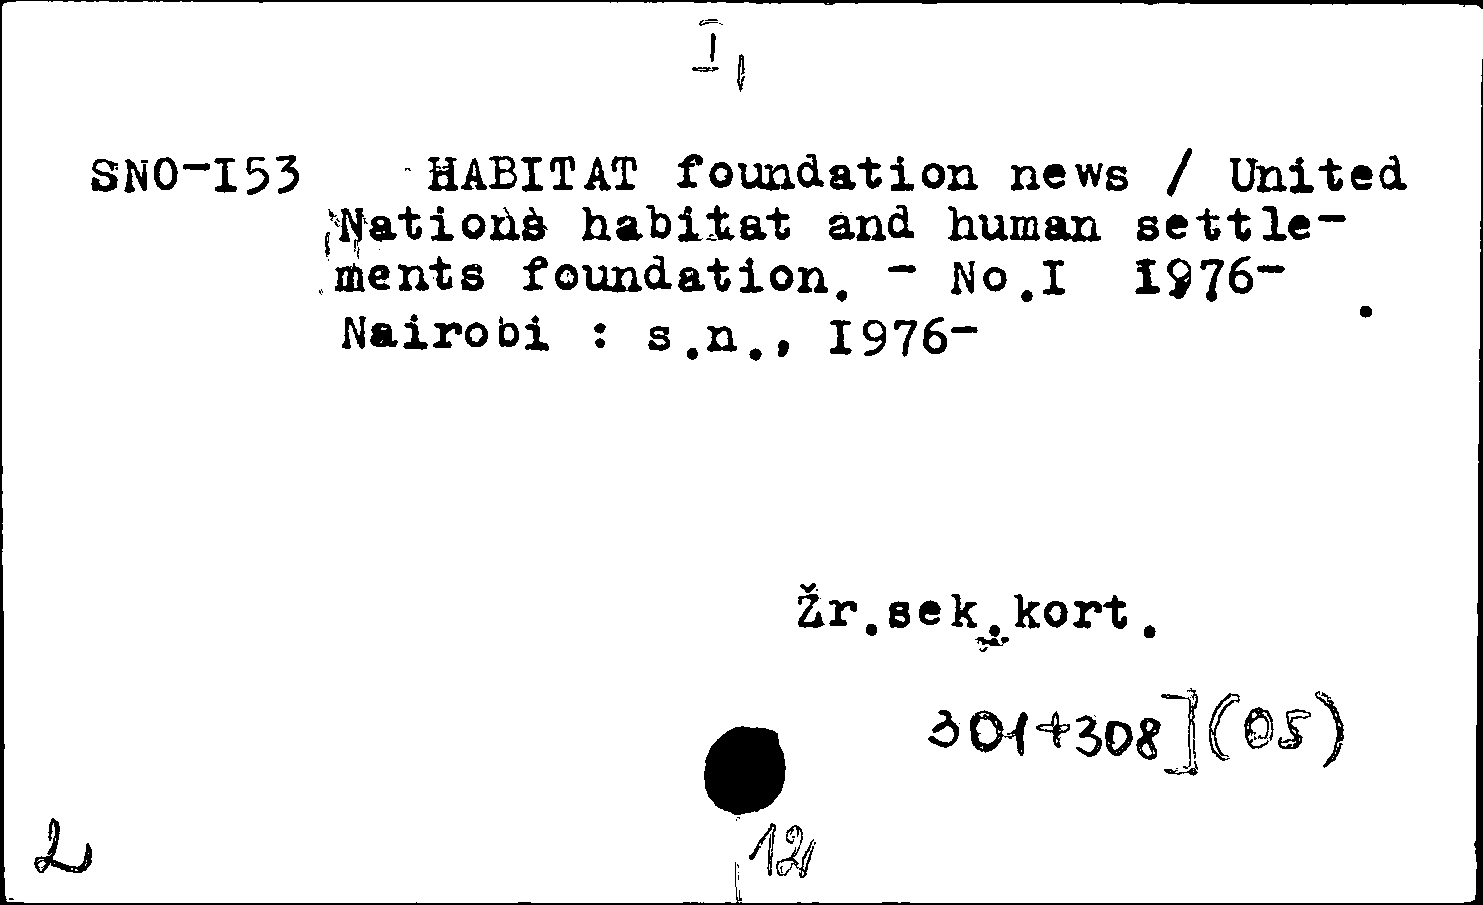 I
SNO-I53 HABITAT foundation news / United
Nations habitat and human settle-
ments foundation. - No.I 1976-   .
Nairobi : s.n., I976-
Žr.sek.kort.
301+308](05)
2
12